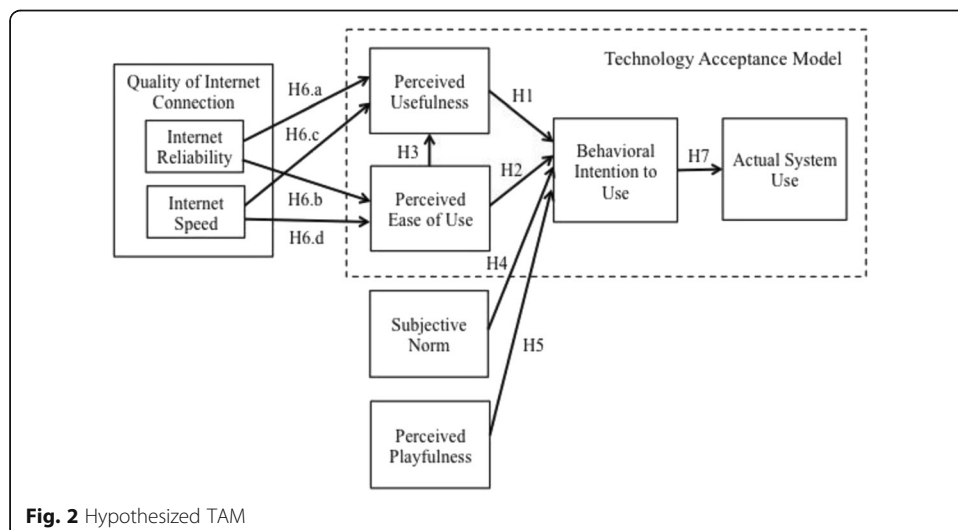 Technology Acceptance Model
Quality of Internet
Connection
Internet
Reliability
Internet
Speed
H6.a
H6.c
H6.b
H6.d
Perceived
Usefulness
H3
Perceived
Ease of Use
H1
H2
H4
H5
Behavioral
Intention to
Use
H7
Actual System
Use
Subjective
Norm
Perceived
Playfulness
Fig. 2 Hypothesized TAM